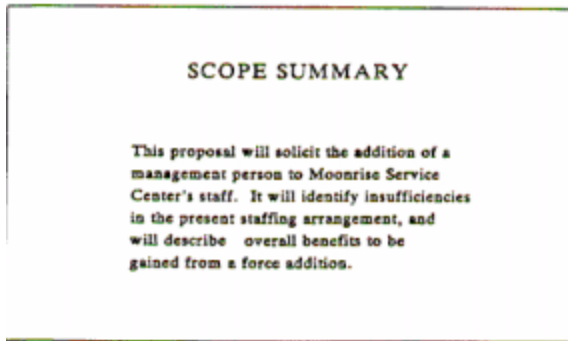 SCOPE SUMMARY
This proposal will solicit the addition of a
management person to Moonrise Service
Center's staff. It will identify insufficiencies
in the present staffing arrangement, and
will describe overall benefits to be
gained from a force addition.